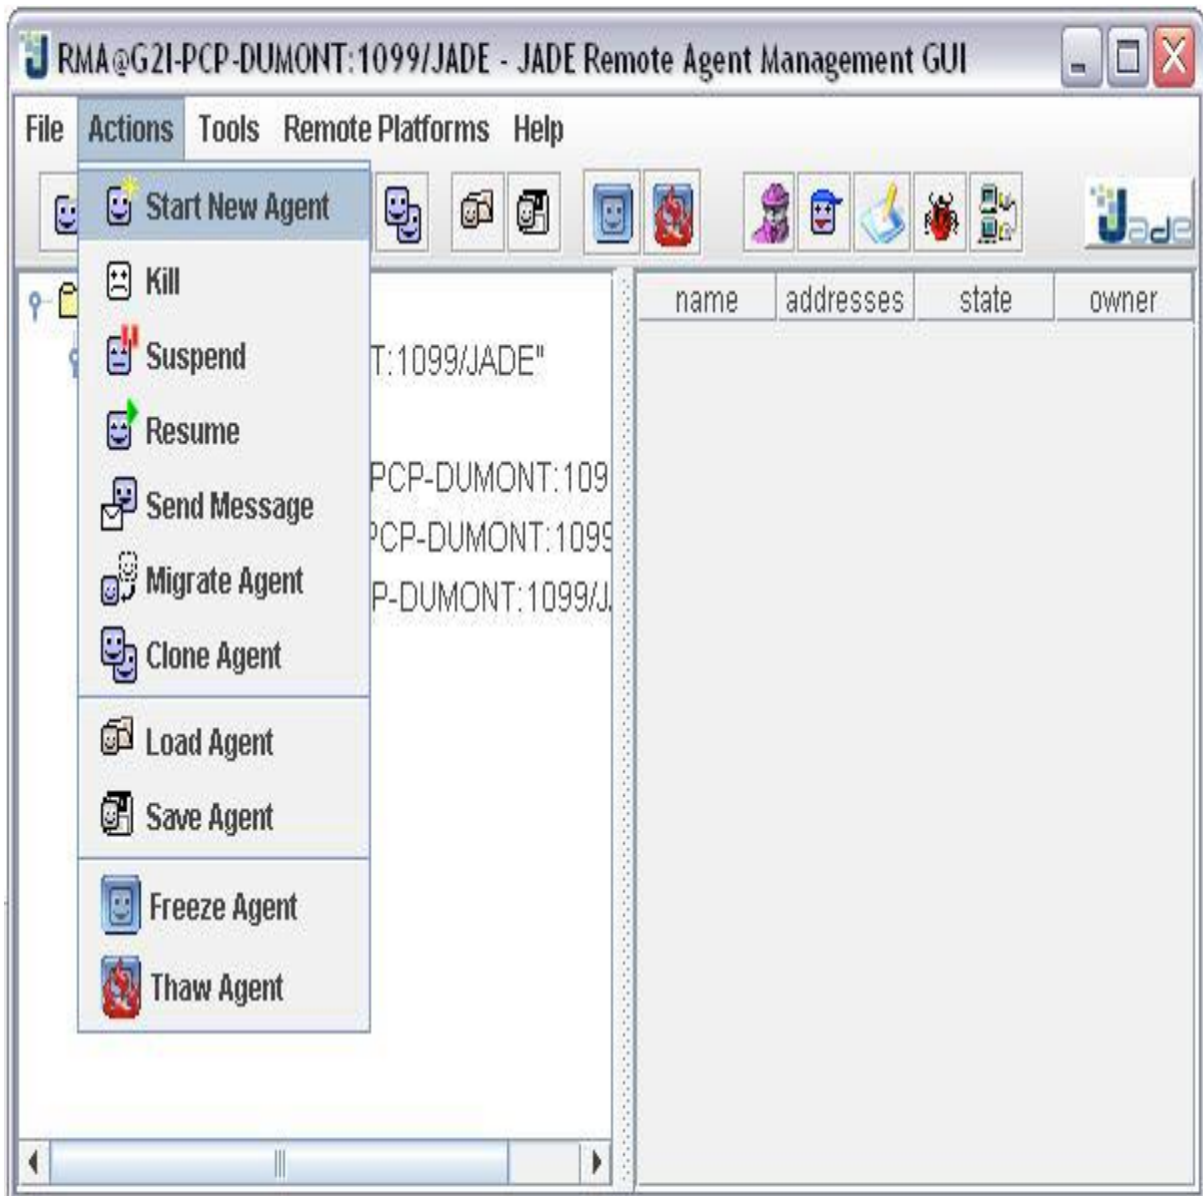 RMA@G2I-PCP-DUMONT:1099/JADE - JADE Remote Agent Management GUI
File Actions Tools Remote Platforms Help
Start New Agent
Jade
Kill
name addresses state owner
Suspend
T:1099/JADE"
Resume
PCP-DUMONT:109
Send Message
PCP-DUMONT:1099
Migrate Agent
P-DUMONT:1099/J
Clone Agent
Load Agent
Save Agent
Freeze Agent
Thaw Agent